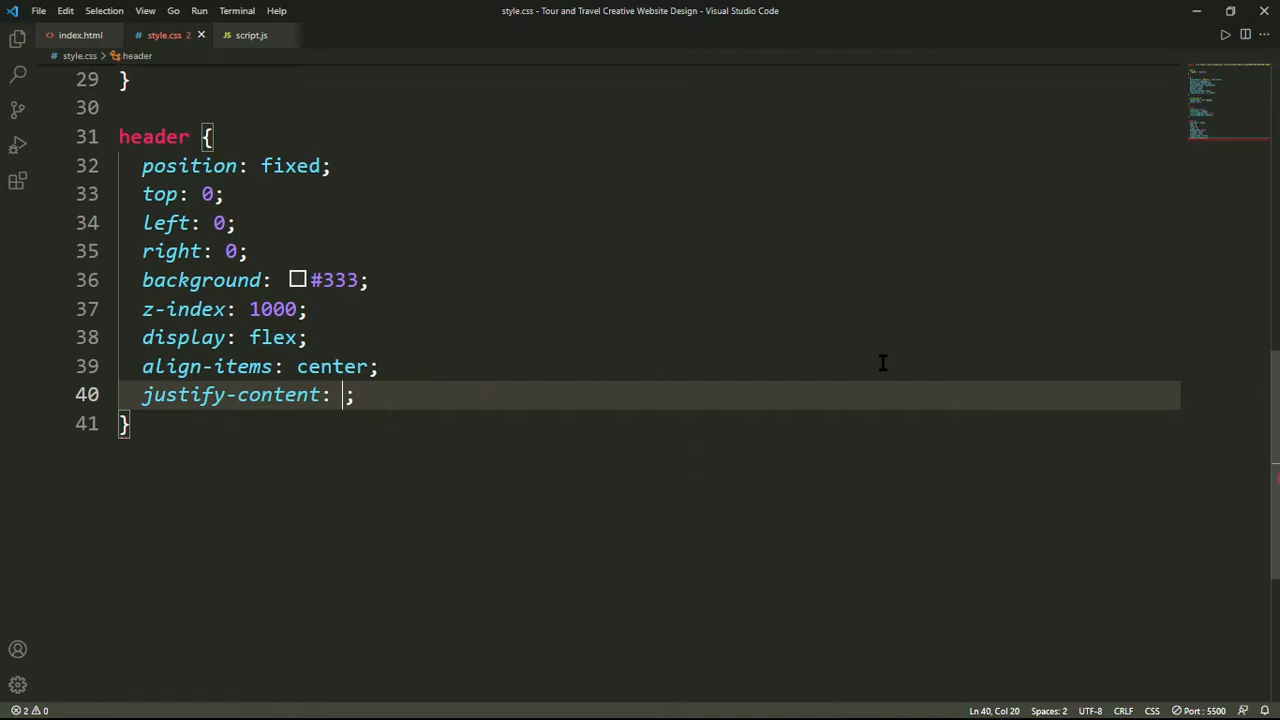 File Edit Selection View Go Run Terminal Help
style.css - Tour and Travel Creative Website Design - Visual Studio Code
index.html style.css 2 script.js
style.css > header
29 }
30
31 header {
32 position: fixed;
33 top: 0;
34 left: 0;
35 right: 0;
36 background: #333;
37 z-index: 1000;
38 display: flex;
39 align-items: center;
40 justify-content: ;
41 }
2 0 Ln 40, Col 20 Spaces: 2 UTF-8 CRLF CSS Port : 5500